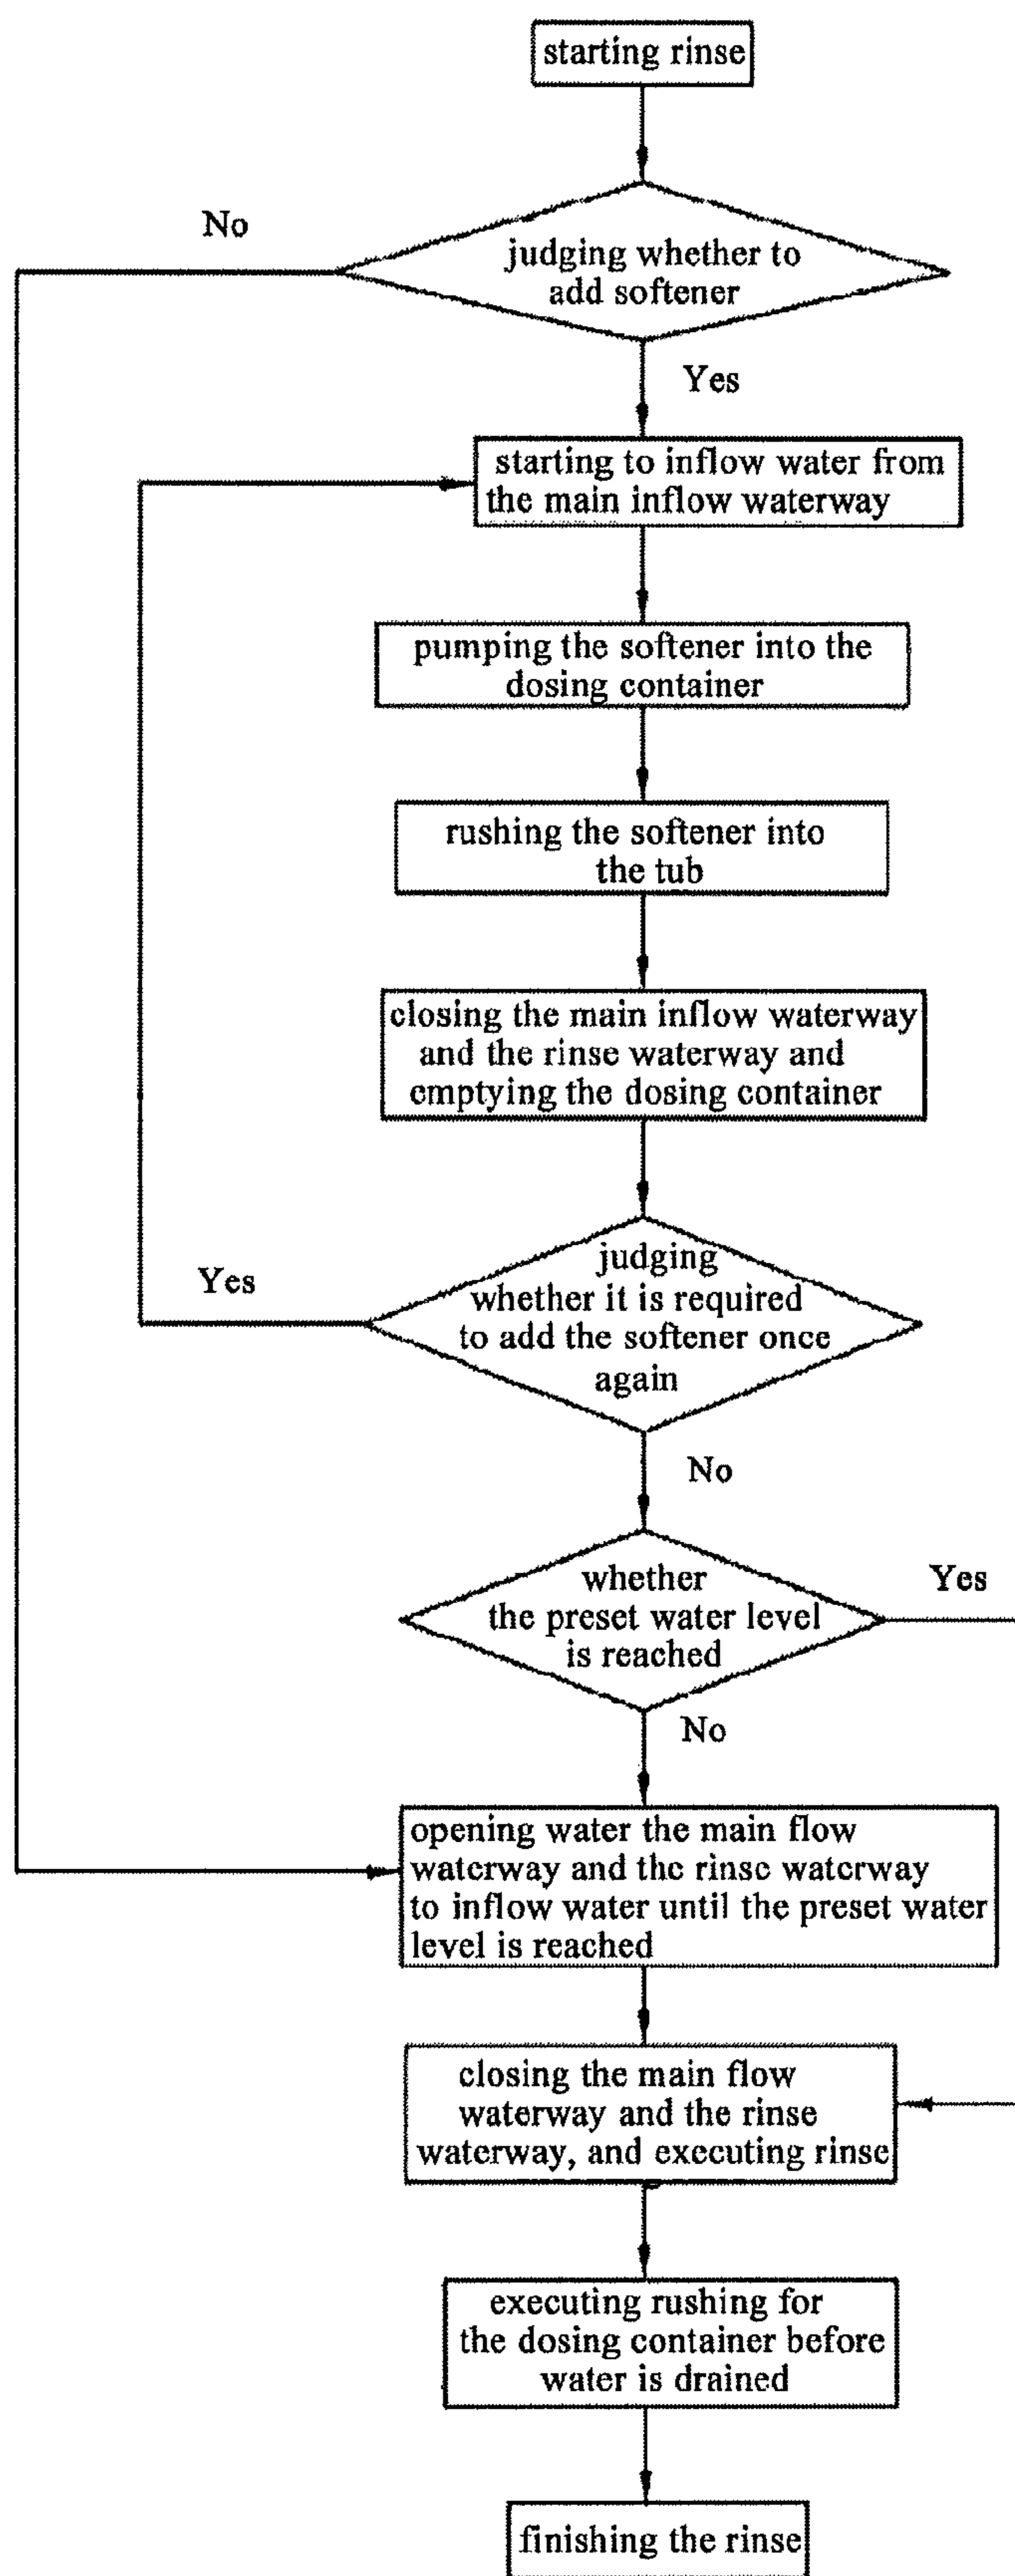 starting rinse
No
judging whether to
add softener
Yes
starting to inflow water from
the main inflow waterway
pumping the softener into the
dosing container
rushing the softener into
the tub
closing the main inflow waterway
and the rinse waterway and
emptying the dosing container
judging
whether it is required
to add the softener once
again
Yes
No
whether
the preset water level
is reached
Yes
No
opening water the main flow
waterway and the rinse waterway
to inflow water until the preset water
level is reached
closing the main flow
waterway and the rinse
waterway, and executing rinse
executing rushing for
the dosing container before
water is drained
finishing the rinse